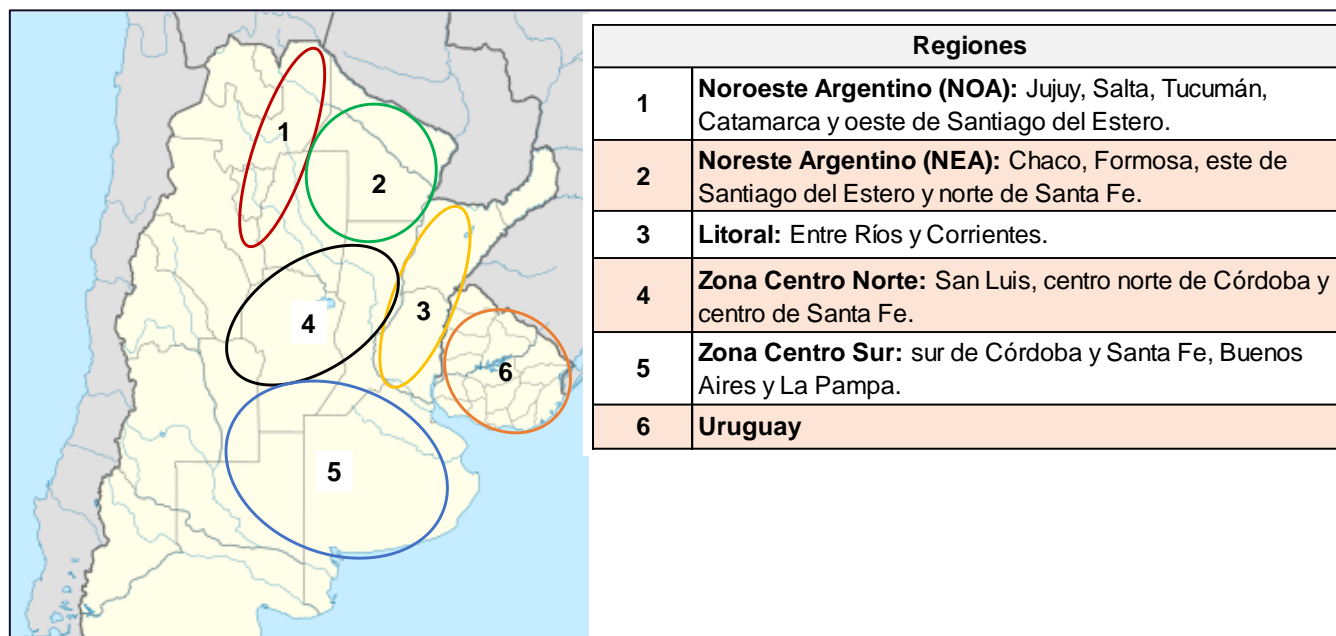 1
2
3
4
5
6
Regiones
1 Noroeste Argentino (NOA): Jujuy, Salta, Tucumán,
Catamarca y oeste de Santiago del Estero.
2 Noreste Argentino (NEA): Chaco, Formosa, este de
Santiago del Estero y norte de Santa Fe.
3 Litoral: Entre Ríos y Corrientes.
4 Zona Centro Norte: San Luis, centro norte de Córdoba y
centro de Santa Fe.
5 Zona Centro Sur: sur de Córdoba y Santa Fe, Buenos
Aires y La Pampa.
6 Uruguay